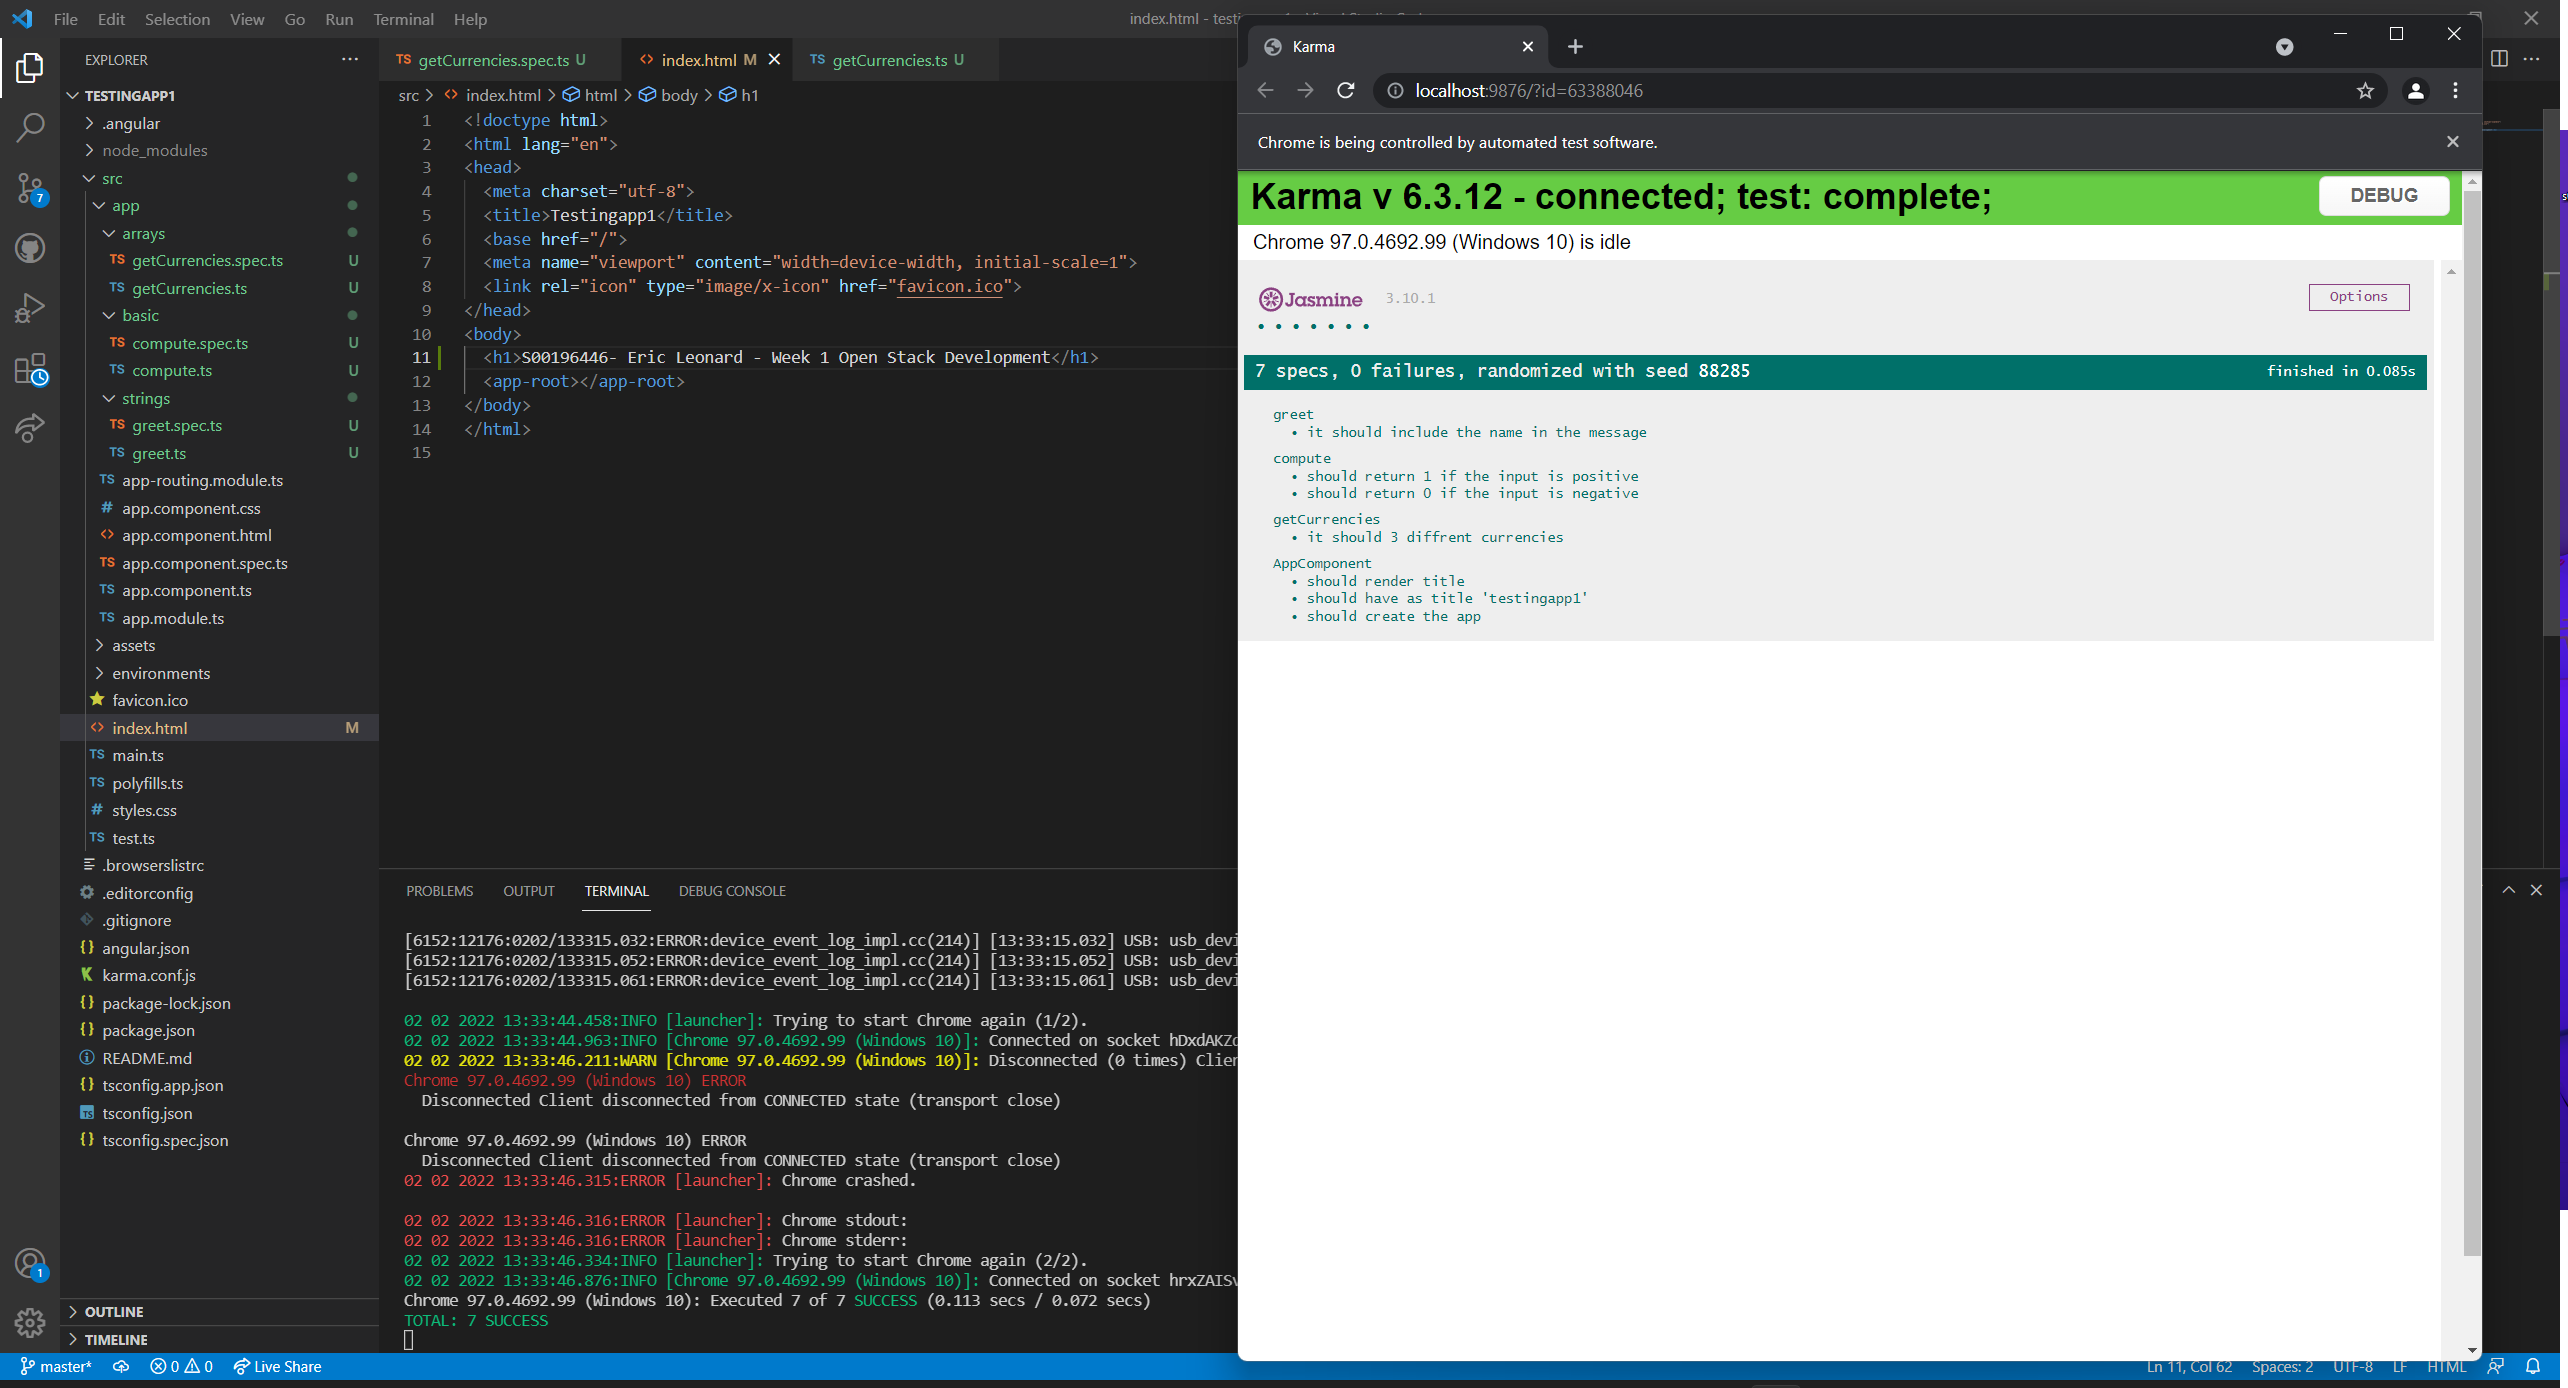 File Edit Selection View Go Run Terminal Help
index.html - 
EXPLORER
TESTINGAPP1
.angular
node_modules
src
app
arrays
TS getCurrencies.spec.ts U
TS getCurrencies.ts U
basic
TS compute.spec.ts U
TS compute.ts U
strings
TS greet.spec.ts U
TS greet.ts U
TS app-routing.module.ts
# app.component.css
<> app.component.html
TS app.component.spec.ts
TS app.component.ts
TS app.module.ts
assets
environments
favicon.ico
<> index.html M
TS main.ts
TS polyfills.ts
# styles.css
TS test.ts
.browserslistrc
.editorconfig
.gitignore
{} angular.json
karma.conf.js
{} package-lock.json
{} package.json
README.md
{} tsconfig.app.json
TS tsconfig.json
{} tsconfig.spec.json
OUTLINE
TIMELINE
7
1
TS getCurrencies.spec.ts U
<> index.html M
TS getCurrencies.ts U
src > <> index.html > html > body > h1
1 <!doctype html>
2 <html lang="en">
3 <head>
4 <meta charset="utf-8">
5 <title>Testingapp1</title>
6 <base href="/">
7 <meta name="viewport" content="width=device-width, initial-scale=1">
8 <link rel="icon" type="image/x-icon" href="favicon.ico">
9 </head>
10 <body>
11 <h1>S00196446- Eric Leonard - Week 1 Open Stack Development</h1>
12 <app-root></app-root>
13 </body>
14 </html>
15
PROBLEMS OUTPUT TERMINAL DEBUG CONSOLE
[6152:12176:0202/133315.032:ERROR:device_event_log_impl.cc(214)] [13:33:15.032] USB: usb_devi
[6152:12176:0202/133315.052:ERROR:device_event_log_impl.cc(214)] [13:33:15.052] USB: usb_devi
[6152:12176:0202/133315.061:ERROR:device_event_log_impl.cc(214)] [13:33:15.061] USB: usb_devi
02 02 2022 13:33:44.458:INFO [launcher]: Trying to start Chrome again (1/2).
02 02 2022 13:33:44.963:INFO [Chrome 97.0.4692.99 (Windows 10)]: Connected on socket hDxdAKZ
02 02 2022 13:33:46.211:WARN [Chrome 97.0.4692.99 (Windows 10)]: Disconnected (0 times) Clien
Chrome 97.0.4692.99 (Windows 10) ERROR
Disconnected Client disconnected from CONNECTED state (transport close)
Chrome 97.0.4692.99 (Windows 10) ERROR
Disconnected Client disconnected from CONNECTED state (transport close)
02 02 2022 13:33:46.315:ERROR [launcher]: Chrome crashed.
02 02 2022 13:33:46.316:ERROR [launcher]: Chrome stdout:
02 02 2022 13:33:46.316:ERROR [launcher]: Chrome stderr:
02 02 2022 13:33:46.334:INFO [launcher]: Trying to start Chrome again (2/2).
02 02 2022 13:33:46.876:INFO [Chrome 97.0.4692.99 (Windows 10)]: Connected on socket hrxZAISv
Chrome 97.0.4692.99 (Windows 10): Executed 7 of 7 SUCCESS (0.113 secs / 0.072 secs)
TOTAL: 7 SUCCESS
Karma
localhost:9876/?id=63388046
Chrome is being controlled by automated test software.
Karma v 6.3.12 - connected; test: complete;
DEBUG
Chrome 97.0.4692.99 (Windows 10) is idle
Jasmine 3.10.1
Options
7 specs, 0 failures, randomized with seed 88285
finished in 0.085s
greet
• it should include the name in the message
compute
• should return 1 if the input is positive
• should return 0 if the input is negative
getCurrencies
• it should 3 diffrent currencies
AppComponent
• should render title
• should have as title 'testingapp1'
• should create the app
master* 0 0 Live Share
Ln 11, Col 62 Spaces: 2 UTF-8 LF HTML